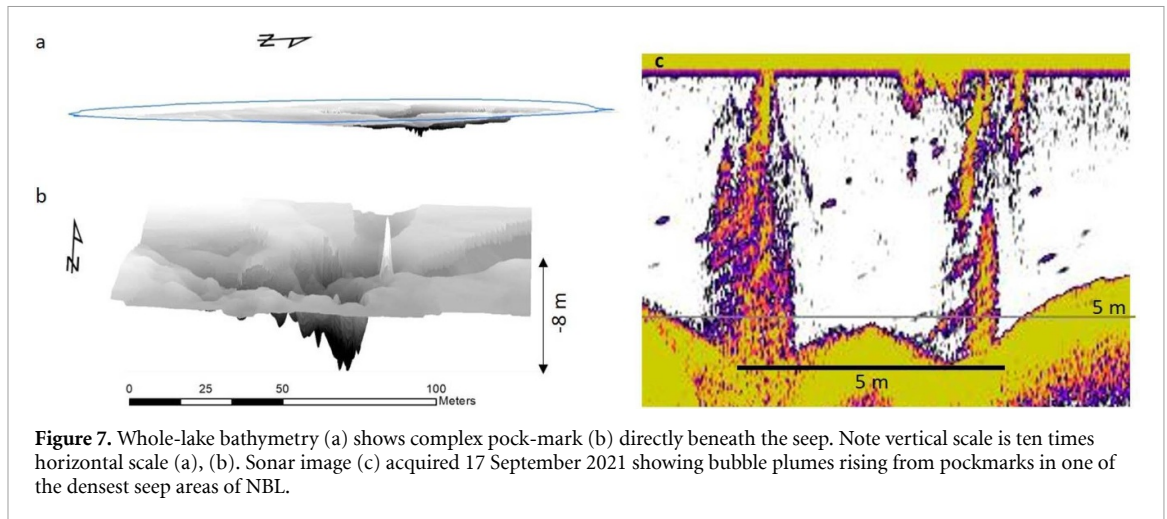 a
Z
b
Z
-8 m
0 25 50 100
Meters
c
5 m
5 m
Figure 7. Whole-lake bathymetry (a) shows complex pock-mark (b) directly beneath the seep. Note vertical scale is ten times
horizontal scale (a), (b). Sonar image (c) acquired 17 September 2021 showing bubble plumes rising from pockmarks in one of
the densest seep areas of NBL.